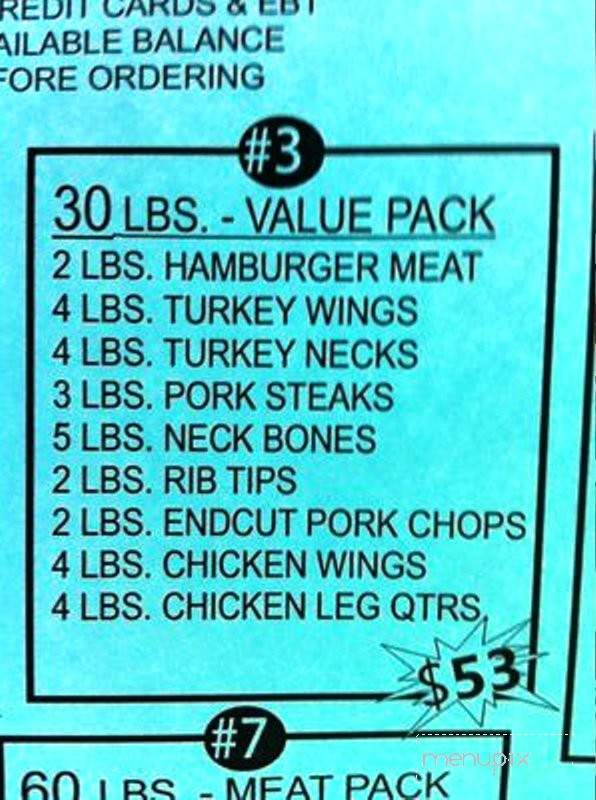 REDIT CARDS & EBT
AILABLE BALANCE
FORE ORDERING
#3
30 LBS. - VALUE PACK
2 LBS. HAMBURGER MEAT
4 LBS. TURKEY WINGS
4 LBS. TURKEY NECKS
3 LBS. PORK STEAKS
5 LBS. NECK BONES
2 LBS. RIB TIPS
2 LBS. ENDCUT PORK CHOPS
4 LBS. CHICKEN WINGS
4 LBS. CHICKEN LEG QTRS.
$53
#7
menupix
60 LBS. - MEAT PACK